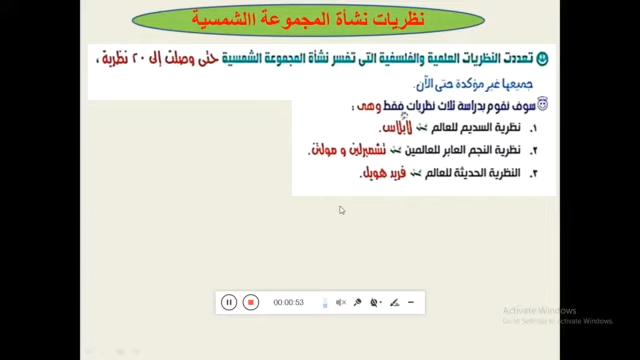 نظريات نشأة المجموعة االشمسية
تعددت النظريات العلمية والفلسفية التى تفسر نشأة المجموعة الشمسية حتى وصلت إلى ٢٠ نظرية ،
جميعها غير مؤكدة حتى الآن.
سوف نقوم بدراسة ثلاث نظريات فقط وهى :
١. نظرية السديم للعالم لابلاس.
٢. نظرية النجم العابر للعالمين تشمبرلين و مولتن.
٣. النظرية الحديثة للعالم فريد هويل.
00:00:53
Activate Windows
Go to Settings to activate Windows.